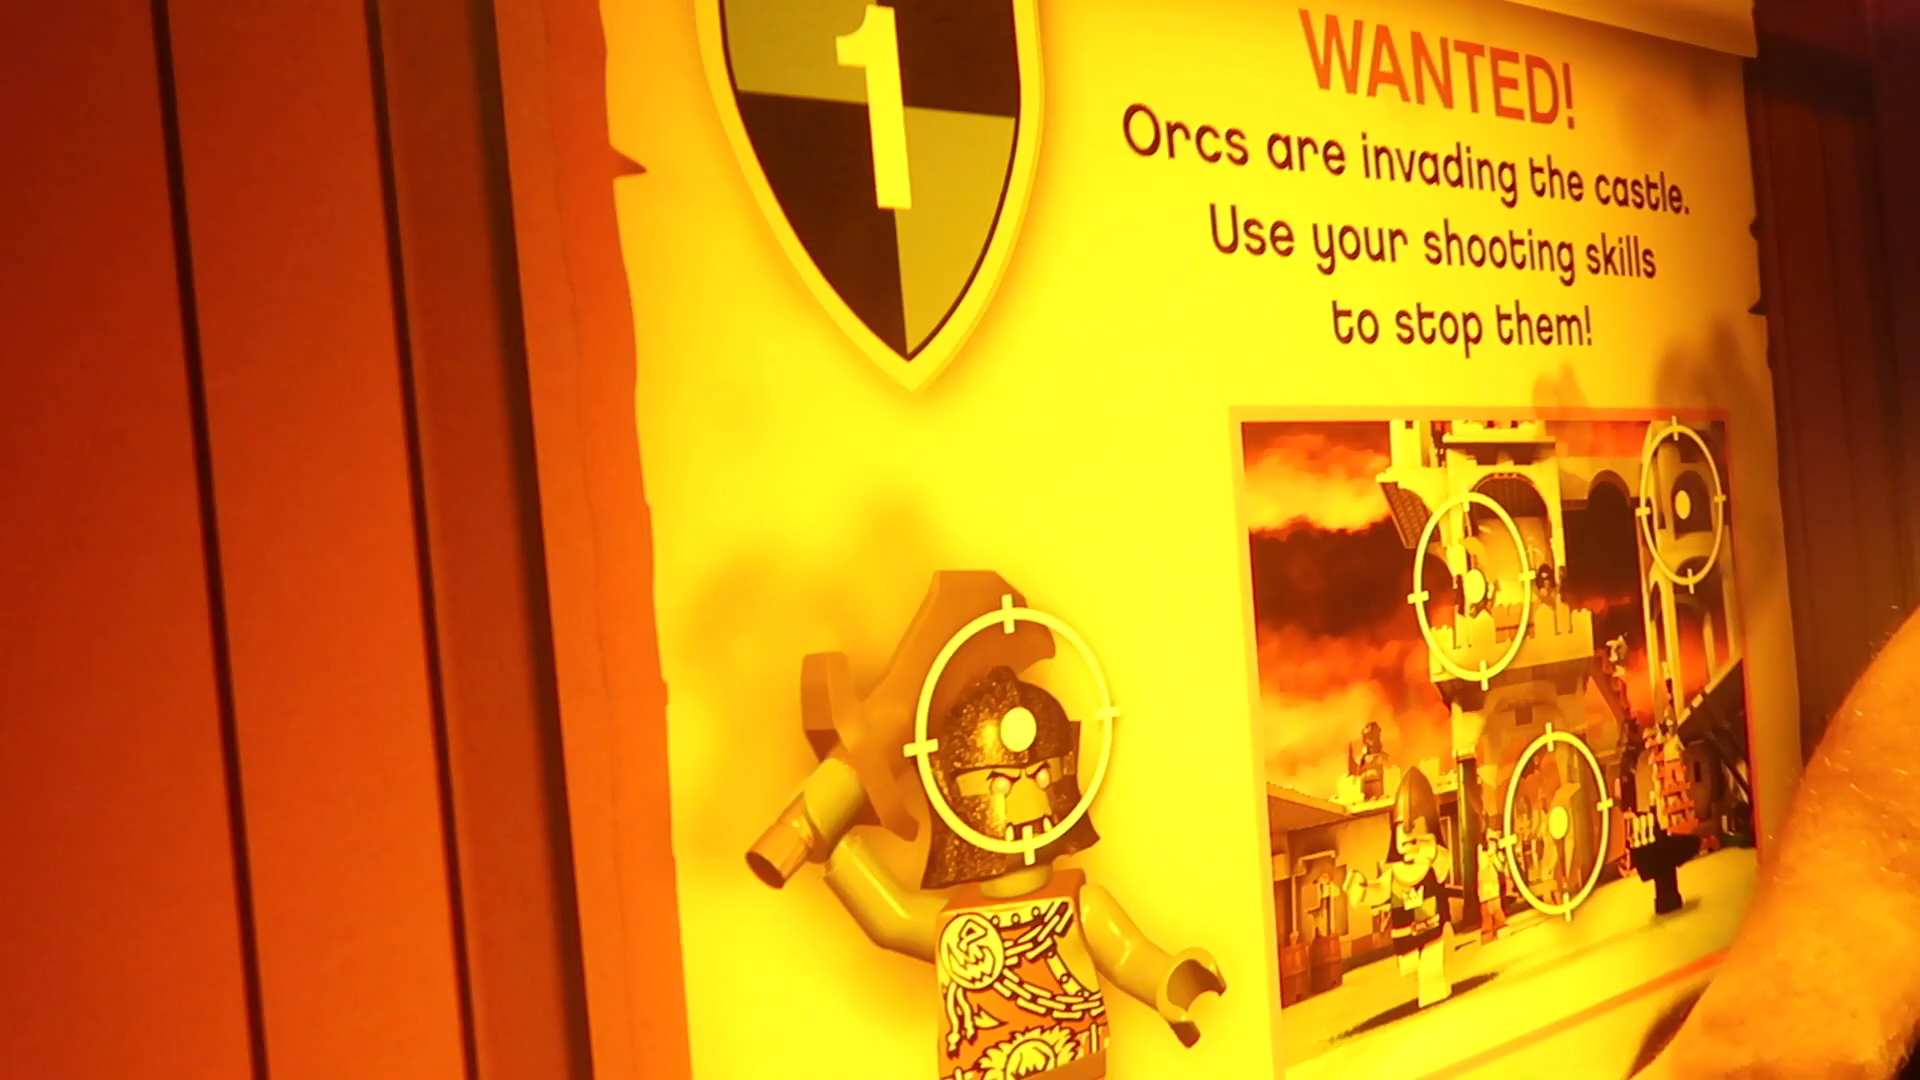 1
WANTED!
Orcs are invading the castle.
Use your shooting skills
to stop them!